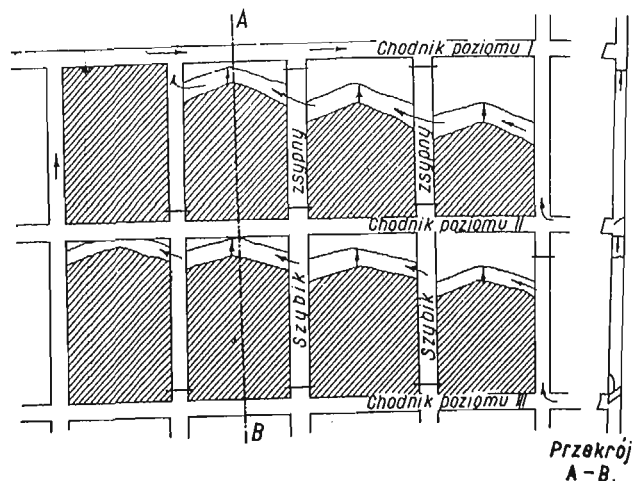 A
Chodnik poziomu I
zsypny
zsypny
Chodnik poziomu II
Szybik
Szybik
Chodnik poziomu III
B
Przekrój
A-B.